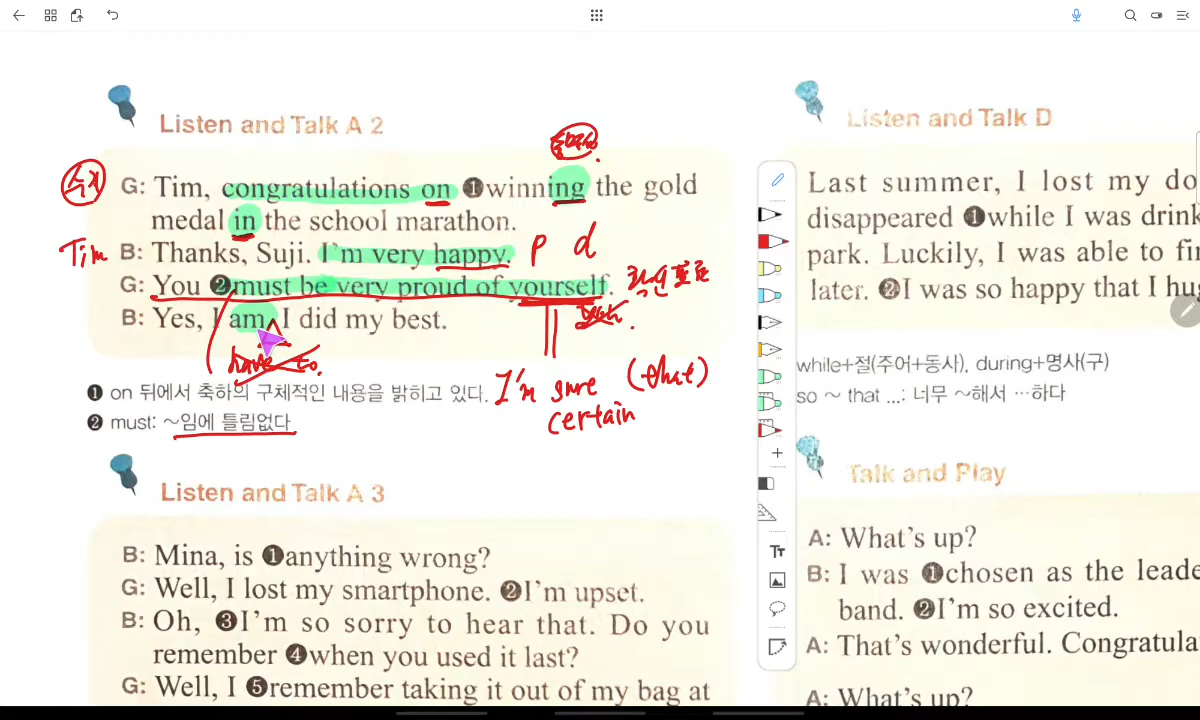 Listen and Talk A 2
동명사
수지
G: Tim, congratulations on ❶winning the gold
medal in the school marathon.
Tim
B: Thanks, Suji. I'm very happy.
p d
G: You ❷must be very proud of yourself.
B: Yes, I am, I did my best.
have to
I'm sure (that)
certain
❶ on 뒤에서 축하의 구체적인 내용을 밝히고 있다.
❷ must: ~임에 틀림없다
Listen and Talk A 3
B: Mina, is ❶anything wrong?
G: Well, I lost my smartphone. ❷I'm upset.
B: Oh, ❸I'm so sorry to hear that. Do you
remember ❹when you used it last?
G: Well, I ❺remember taking it out of my bag at
Listen and Talk D
Last summer, I lost my do
disappeared ❶while I was drin
park. Luckily, I was able to fi
later. ❷I was so happy that I hu
while+절(주어+동사), during+명사(구)
so ~ that ...: 너무 ~해서 …하다
Talk and Play
A: What's up?
B: I was ❶chosen as the leade
band. ❷I'm so excited.
A: That's wonderful. Congratula
A: What's up?
Tт